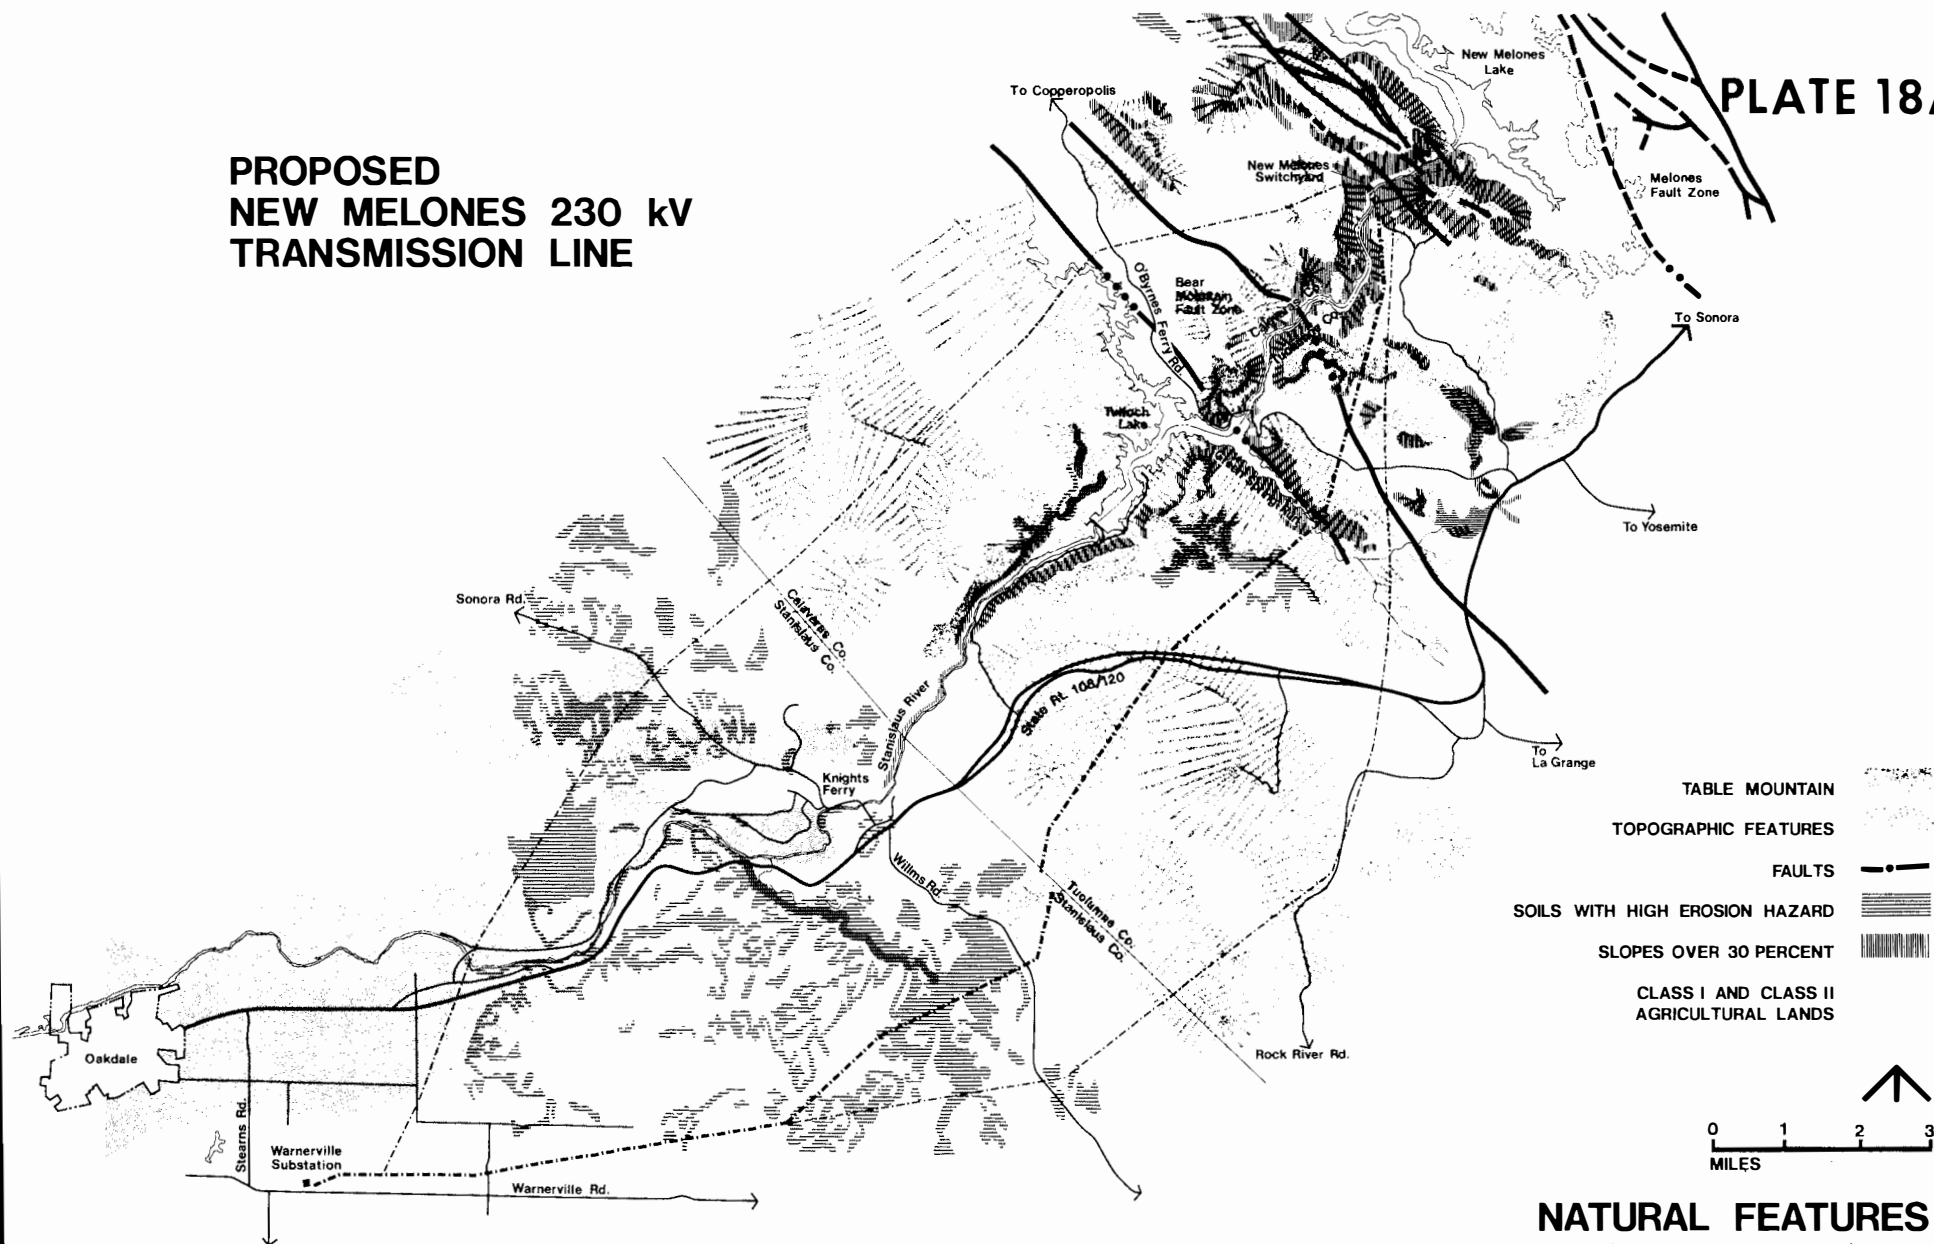 PLATE 18
PROPOSED
NEW MELONES 230 kV
TRANSMISSION LINE
New Melones
Lake
To Copperopolis
New Melones
Switchyard
Melones
Fault Zone
O'Byrnes Ferry Rd.
Bear
Mountain
Fault Zone
Calaveras Co.
Tuolumne Co.
To Sonora
Tulloch
Lake
To Yosemite
Sonora Rd.
Calaveras Co.
Stanislaus Co.
Stanislaus River
State Rt. 108/120
Knights
Ferry
To
La Grange
Willms Rd.
Tuolumne Co.
Stanislaus Co.
Rock River Rd.
Oakdale
Stearns Rd.
Warnerville
Substation
Warnerville Rd.
TABLE MOUNTAIN
TOPOGRAPHIC FEATURES
FAULTS
SOILS WITH HIGH EROSION HAZARD
SLOPES OVER 30 PERCENT
CLASS I AND CLASS II
AGRICULTURAL LANDS
0 1 2 3
MILES
NATURAL FEATURES